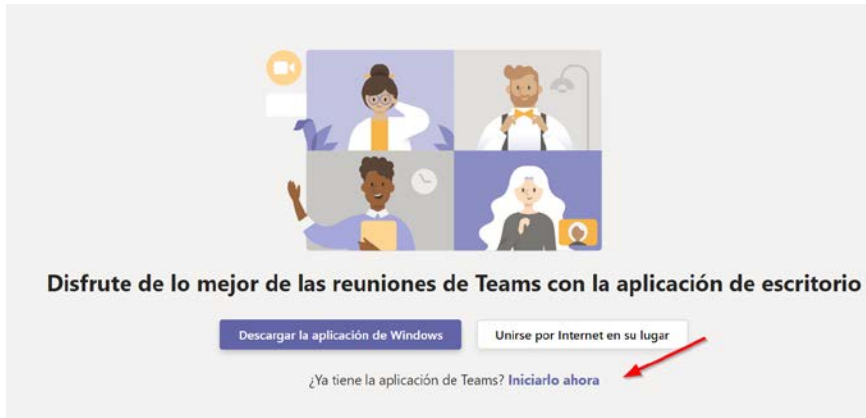 Disfrute de lo mejor de las reuniones de Teams con la aplicación de escritorio
Descargar la aplicación de Windows
Unirse por Internet en su lugar
¿Ya tiene la aplicación de Teams? Iniciarlo ahora